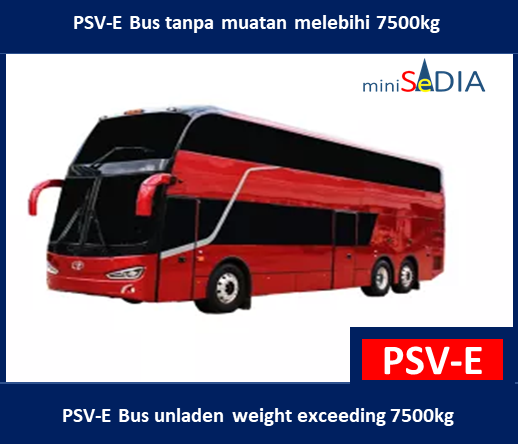 PSV-E Bus tanpa muatan melebihi 7500kg
miniSeDIA
PSV-E
PSV-E Bus unladen weight exceeding 7500kg